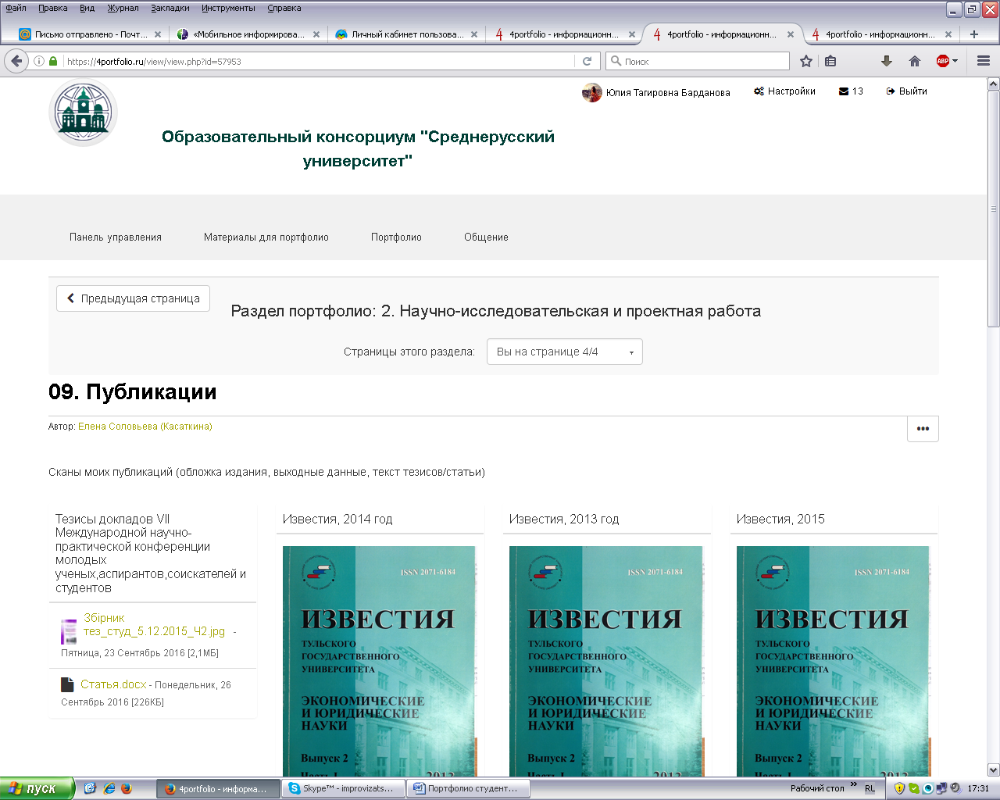 Файл Правка Вид Журнал Закладки Инструменты Справка
Письмо отправлено - Почт...
«Мобильное информирова...
Личный кабинет пользова...
4portfolio - информационн...
4portfolio - информационн...
4portfolio - информационн...
https://4portfolio.ru/view/view.php?id=57953
Поиск
ABP
Юлия Тагировна Барданова
Настройки
13
Выйти
Образовательный консорциум "Среднерусский
университет"
Панель управления
Материалы для портфолио
Портфолио
Общение
Предыдущая страница
Раздел портфолио: 2. Научно-исследовательская и проектная работа
Страницы этого раздела:
Вы на странице 4/4
09. Публикации
Автор: Елена Соловьева (Касаткина)
•••
Сканы моих публикаций (обложка издания, выходные данные, текст тезисов/статьи)
Тезисы докладов VII
Международной научно-
практической конференции
молодых
ученых,аспирантов,соискателей и
студентов
Збірник
тез_студ_5.12.2015_Ч2.jpg -
Пятница, 23 Сентябрь 2016 [2,1МБ]
Статья.docx - Понедельник, 26
Сентябрь 2016 [226КБ]
Известия, 2014 год
ISSN 2071-6184
ИЗВЕСТИЯ
ТУЛЬСКОГО
ГОСУДАРСТВЕННОГО
УНИВЕРСИТЕТА
ЭКОНОМИЧЕСКИЕ
И ЮРИДИЧЕСКИЕ
НАУКИ
Выпуск 2
Часть I
2013
Известия, 2013 год
ISSN 2071-6184
ИЗВЕСТИЯ
ТУЛЬСКОГО
ГОСУДАРСТВЕННОГО
УНИВЕРСИТЕТА
ЭКОНОМИЧЕСКИЕ
И ЮРИДИЧЕСКИЕ
НАУКИ
Выпуск 2
Часть I
2013
Известия, 2015
ISSN 2071-6184
ИЗВЕСТИЯ
ТУЛЬСКОГО
ГОСУДАРСТВЕННОГО
УНИВЕРСИТЕТА
ЭКОНОМИЧЕСКИЕ
И ЮРИДИЧЕСКИЕ
НАУКИ
Выпуск 2
Часть I
2013
пуск
4portfolio - информа...
Skype™ - improvizats...
Портфолио студент...
Рабочий стол
»
RL
17:31